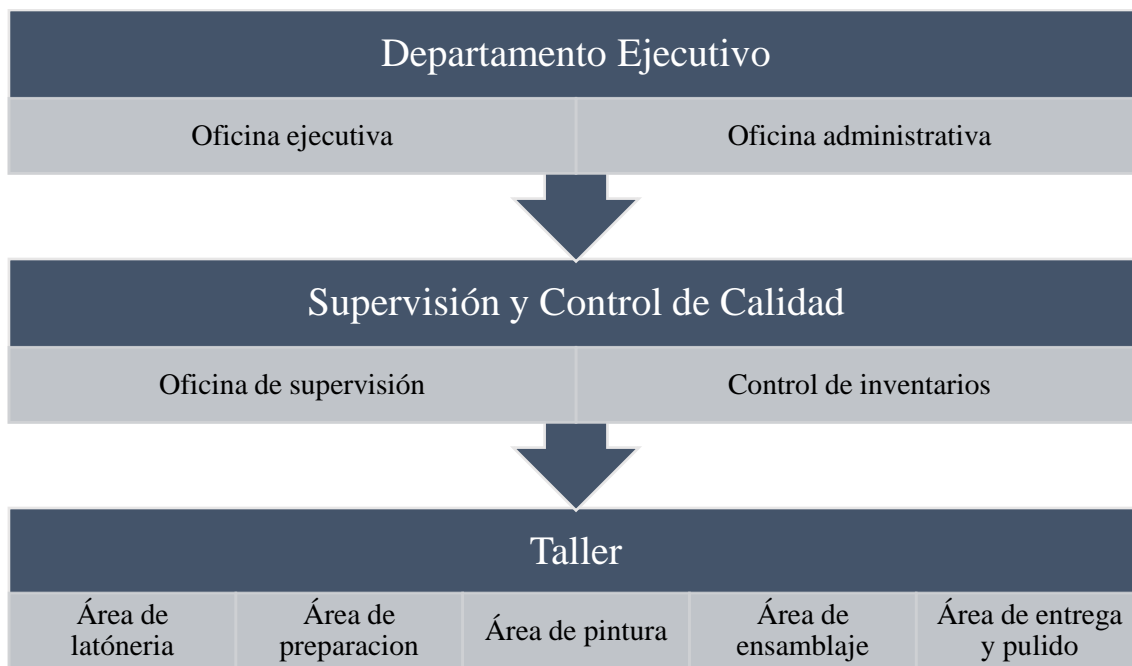 Departamento Ejecutivo
Oficina ejecutiva
Oficina administrativa
Supervisión y Control de Calidad
Oficina de supervisión
Control de inventarios
Taller
Área de
latóneria
Área de
preparacion
Área de pintura
Área de
ensamblaje
Área de entrega
y pulido